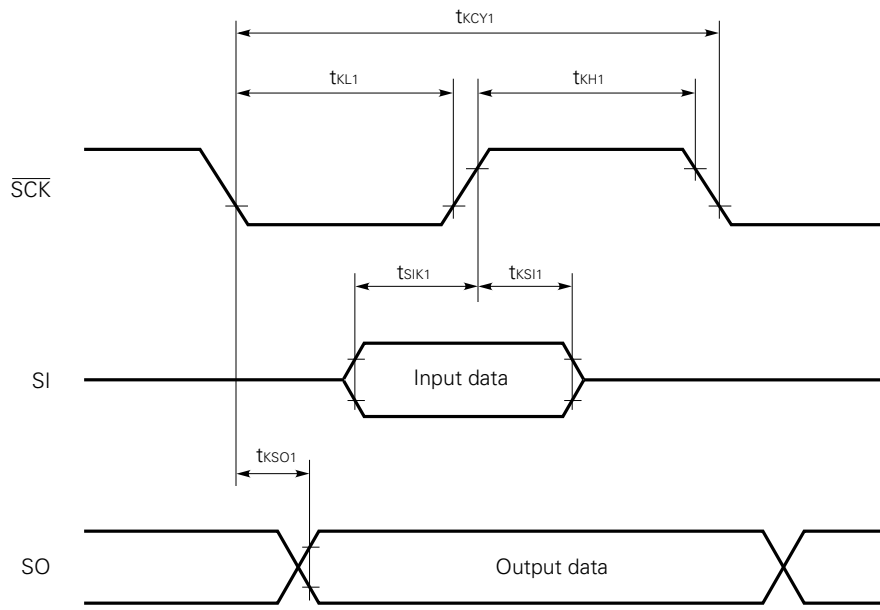 tKCY1
tKL1
tKH1
SCK
tSIK1
tKSI1
SI
Input data
tKSO1
SO
Output data